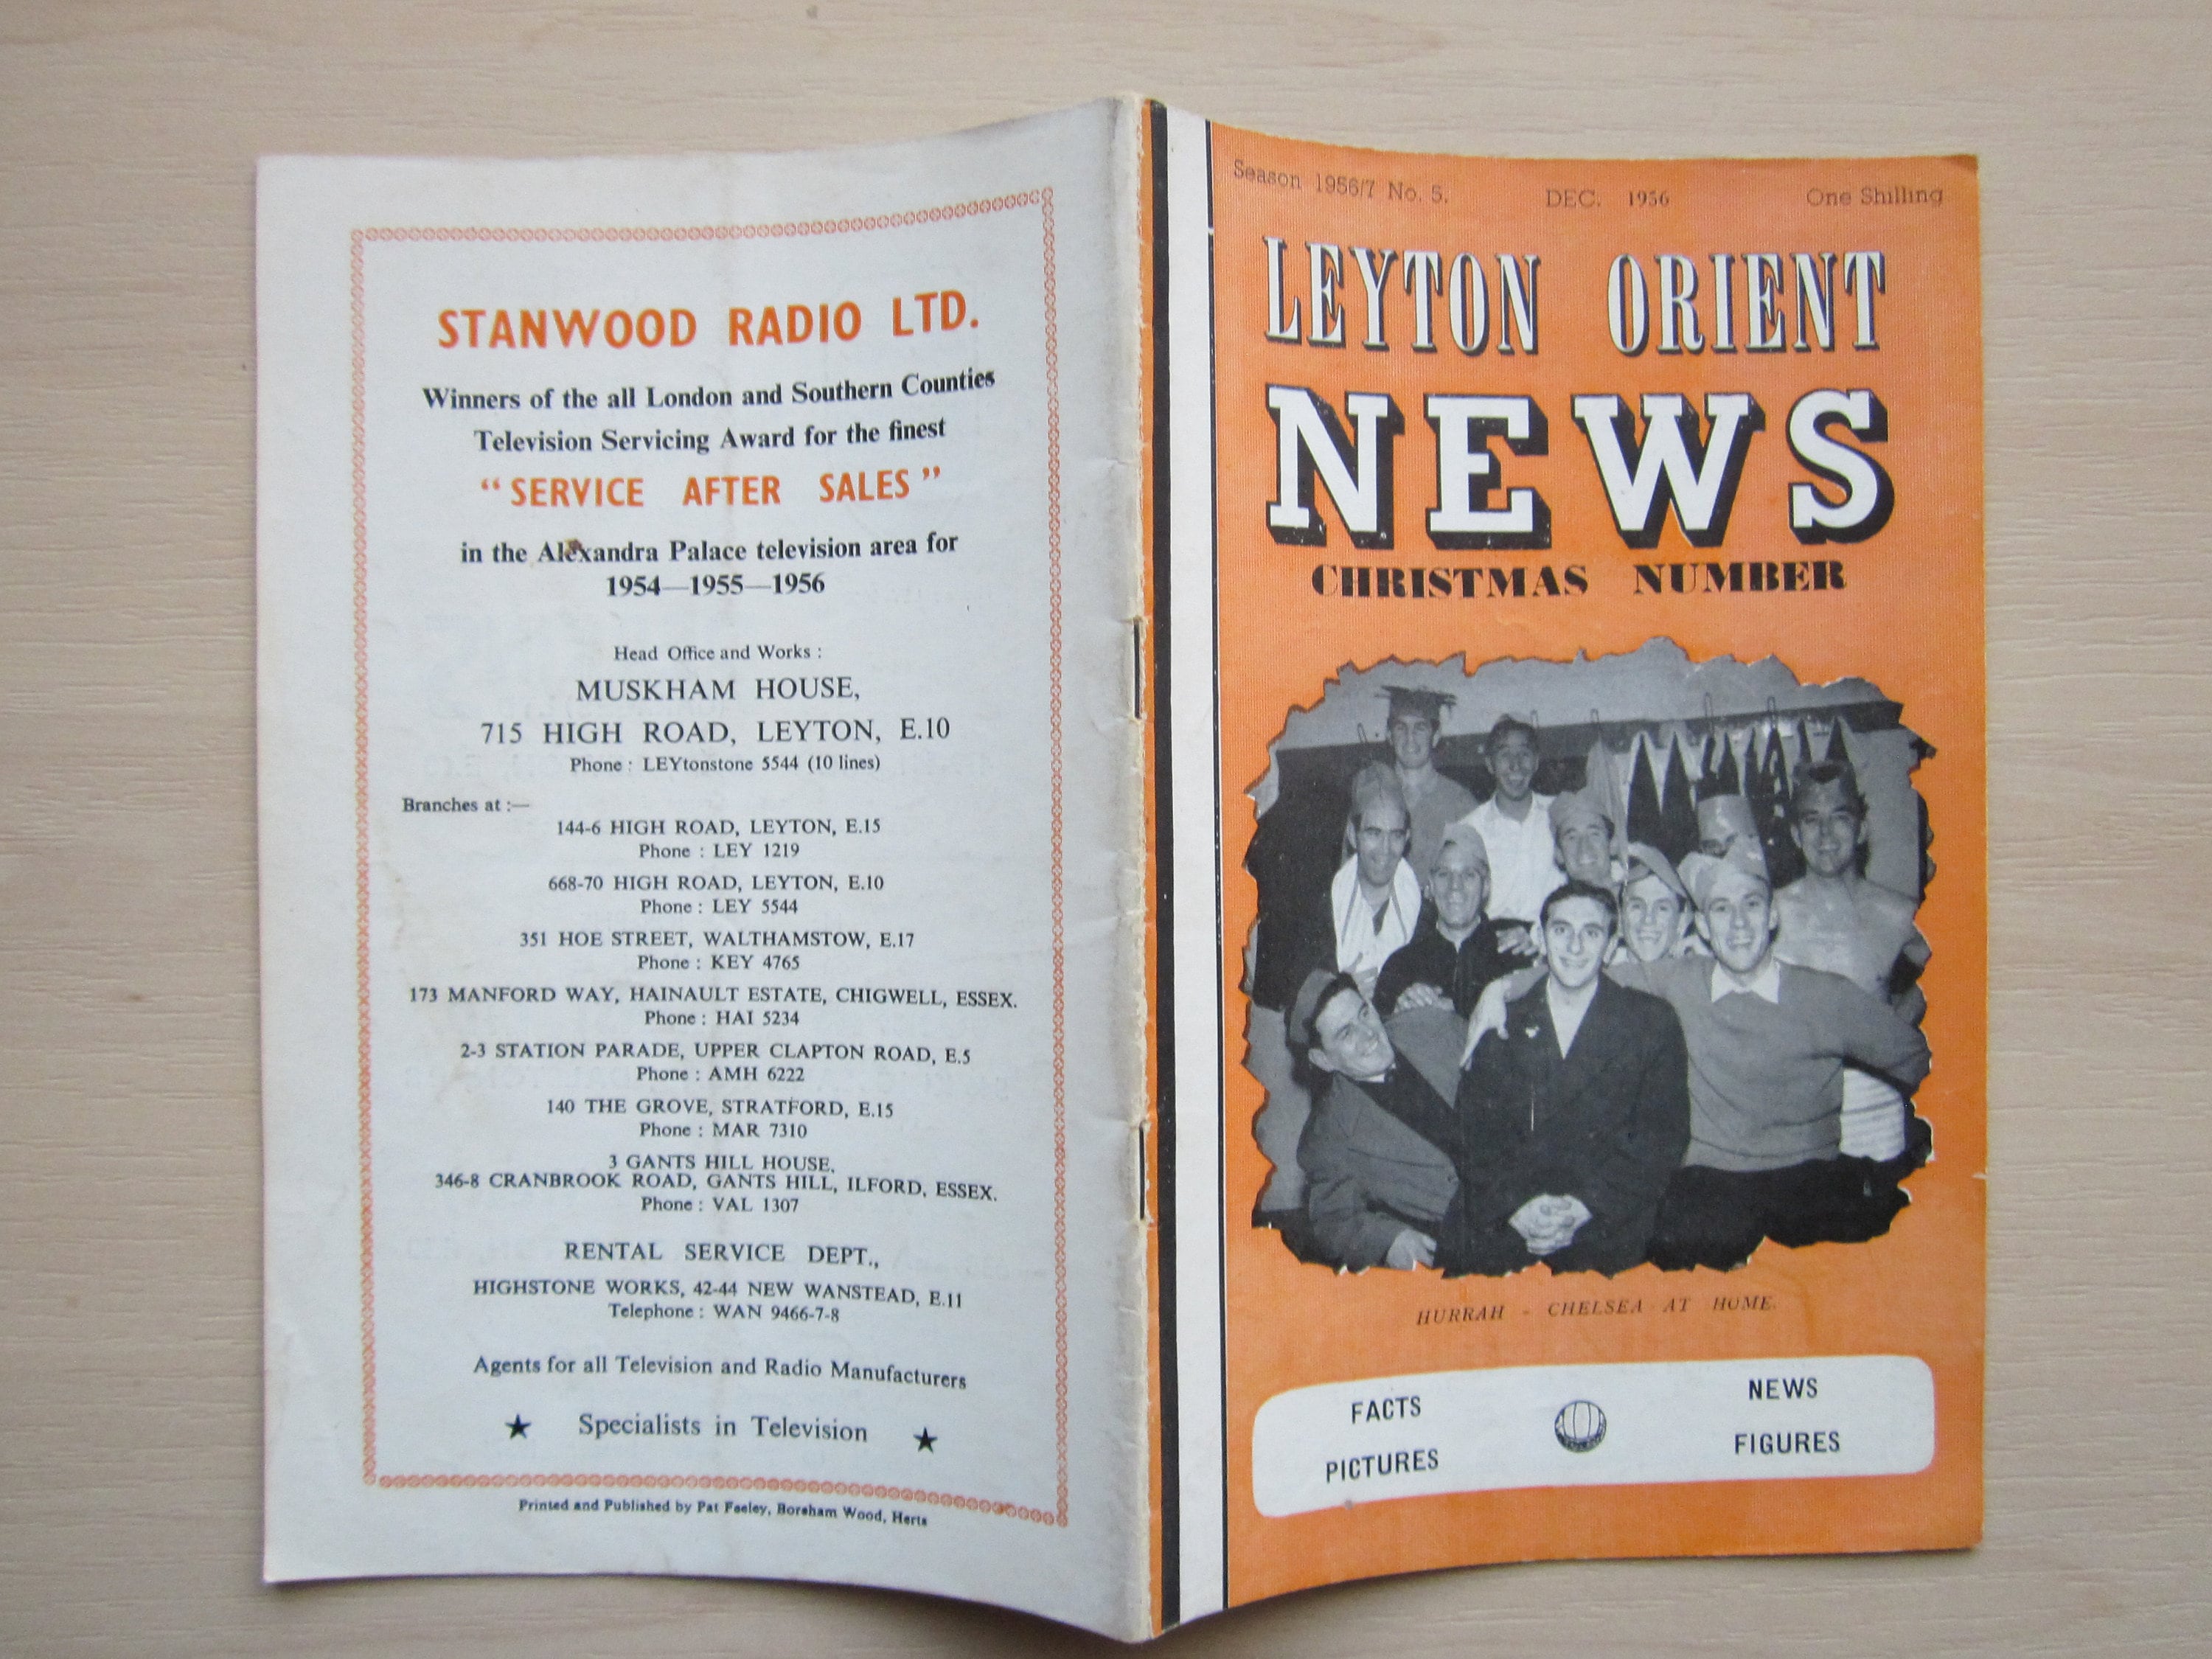 STANWOOD RADIO LTD.
Winners of the all London and Southern Counties
Television Servicing Award for the finest
"SERVICE AFTER SALES"
in the Alexandra Palace television area for
1954—1955—1956
Head Office and Works :
MUSKHAM HOUSE,
715 HIGH ROAD, LEYTON, E.10
Phone : LEYtonstone 5544 (10 lines)
Branches at :—
144-6 HIGH ROAD, LEYTON, E.15
Phone : LEY 1219
668-70 HIGH ROAD, LEYTON, E.10
Phone : LEY 5544
351 HOE STREET, WALTHAMSTOW, E.17
Phone : KEY 4765
173 MANFORD WAY, HAINAULT ESTATE, CHIGWELL, ESSEX.
Phone : HAI 5234
2-3 STATION PARADE, UPPER CLAPTON ROAD, E.5
Phone : AMH 6222
140 THE GROVE, STRATFORD, E.15
Phone : MAR 7310
3 GANTS HILL HOUSE,
346-8 CRANBROOK ROAD, GANTS HILL, ILFORD, ESSEX.
Phone : VAL 1307
RENTAL SERVICE DEPT.,
HIGHSTONE WORKS, 42-44 NEW WANSTEAD, E.11
Telephone : WAN 9466-7-8
Agents for all Television and Radio Manufacturers
★ Specialists in Television ★
Printed and Published by Pat Feeley, Boreham Wood, Herts
Season 1956/7 No. 5. DEC. 1956 One Shilling
LEYTON ORIENT
NEWS
CHRISTMAS NUMBER
HURRAH - CHELSEA AT HOME.
FACTS NEWS
PICTURES FIGURES